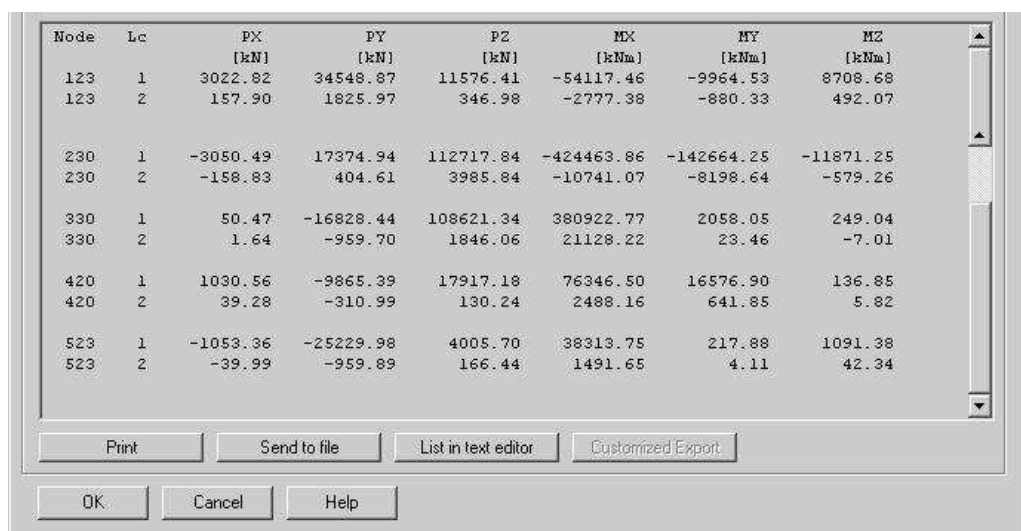 Node Lc PX PY PZ MX MY MZ
[kN] [kN] [kN] [kNm] [kNm] [kNm]
123 1 3022.82 34548.87 11576.41 -54117.46 -9964.53 8708.68
123 2 157.90 1825.97 346.98 -2777.38 -880.33 492.07
230 1 -3050.49 17374.94 112717.84 -424463.86 -142664.25 -11871.25
230 2 -158.83 404.61 3985.84 -10741.07 -8198.64 -579.26
330 1 50.47 -16828.44 108621.34 380922.77 2058.05 249.04
330 2 1.64 -959.70 1846.06 21128.22 23.46 -7.01
420 1 1030.56 -9865.39 17917.18 76346.50 16576.90 136.85
420 2 39.28 -310.99 130.24 2488.16 641.85 5.82
523 1 -1053.36 -25229.98 4005.70 38313.75 217.88 1091.38
523 2 -39.99 -959.89 166.44 1491.65 4.11 42.34
Print Send to file List in text editor Customized Export
OK Cancel Help